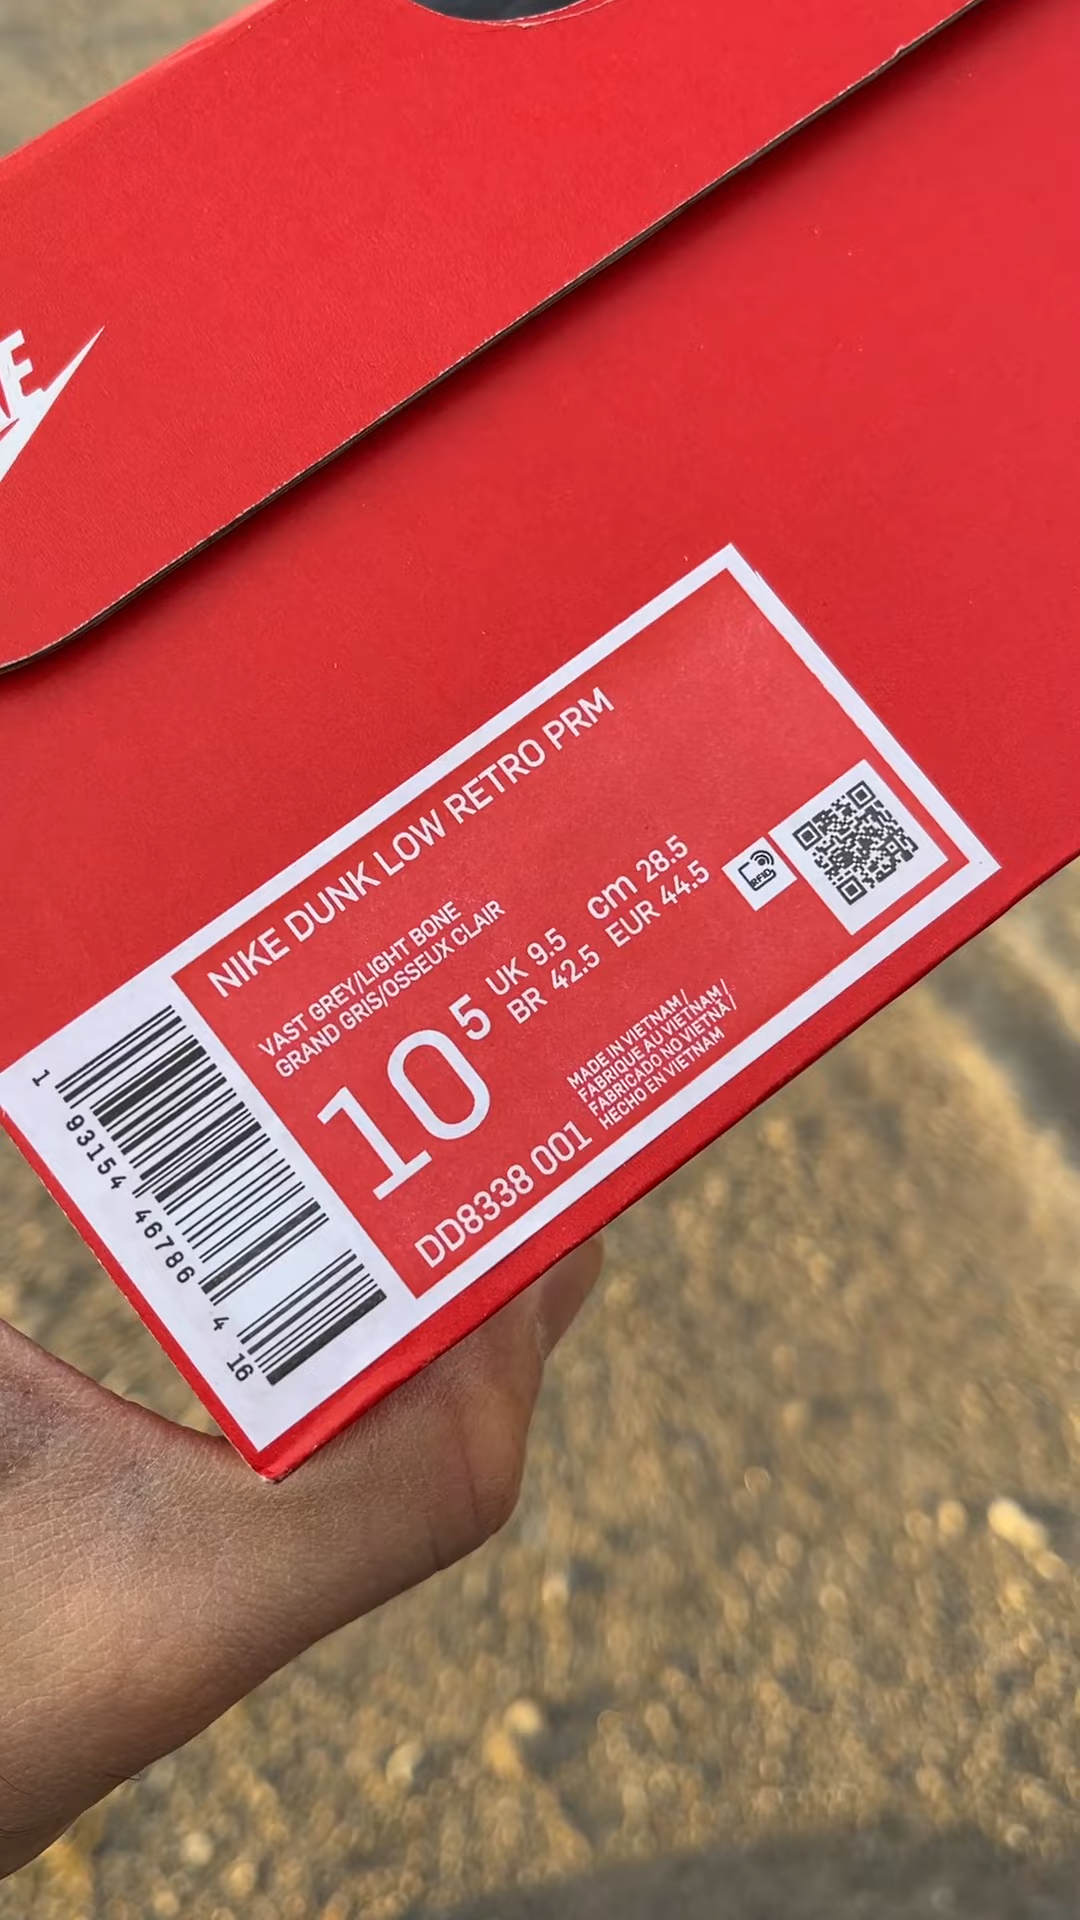 NIKE DUNK LOW RETRO PRM
VAST GREY/LIGHT BONE
GRAND GRIS/OSSEUX CLAIR
10 5
UK 9.5 cm 28.5
BR 42.5 EUR 44.5
RFID
MADE IN VIETNAM /
FABRIQUE AU VIETNAM /
FABRICADO NO VIETNÃ /
HECHO EN VIETNAM
DD8338 001
1 93154 46786 4 16